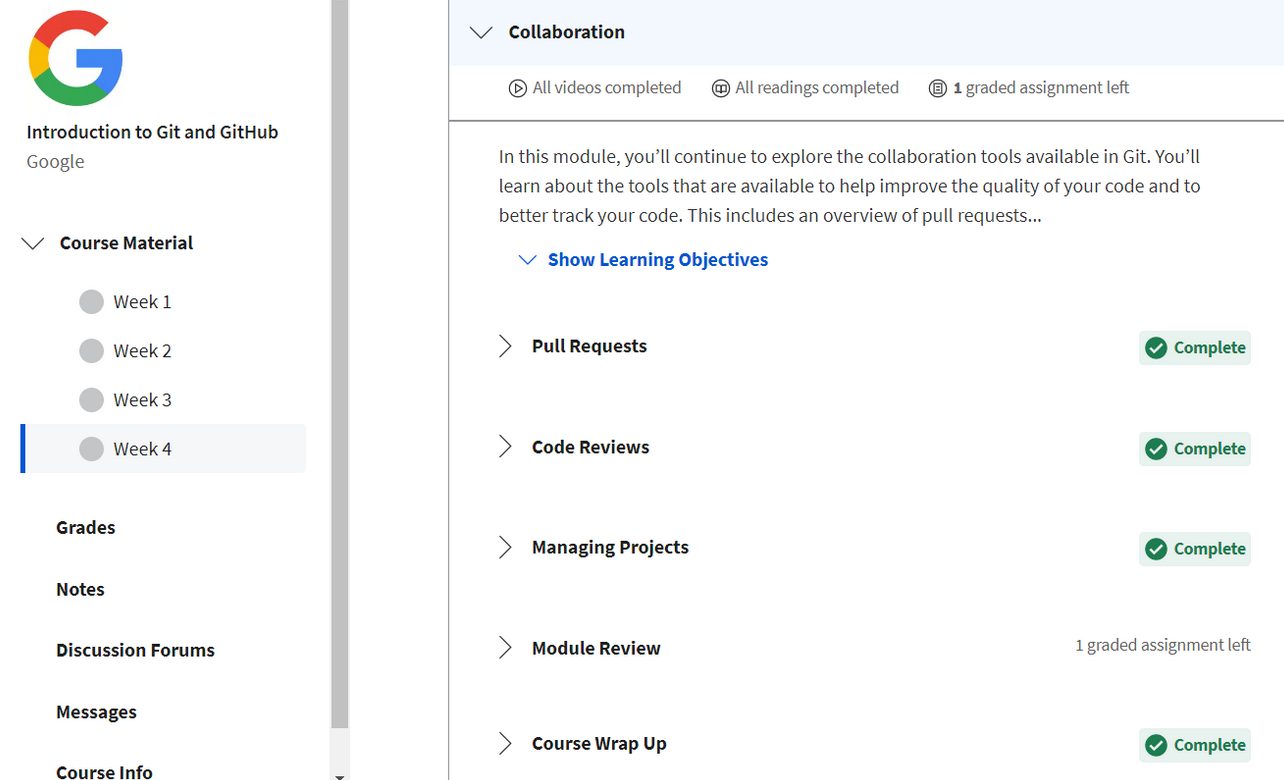 Introduction to Git and GitHub
Google
Course Material
Week 1
Week 2
Week 3
Week 4
Grades
Notes
Discussion Forums
Messages
Course Info
Collaboration
All videos completed
All readings completed
1 graded assignment left
In this module, you’ll continue to explore the collaboration tools available in Git. You’ll
learn about the tools that are available to help improve the quality of your code and to
better track your code. This includes an overview of pull requests...
Show Learning Objectives
Pull Requests
Complete
Code Reviews
Complete
Managing Projects
Complete
Module Review
1 graded assignment left
Course Wrap Up
Complete